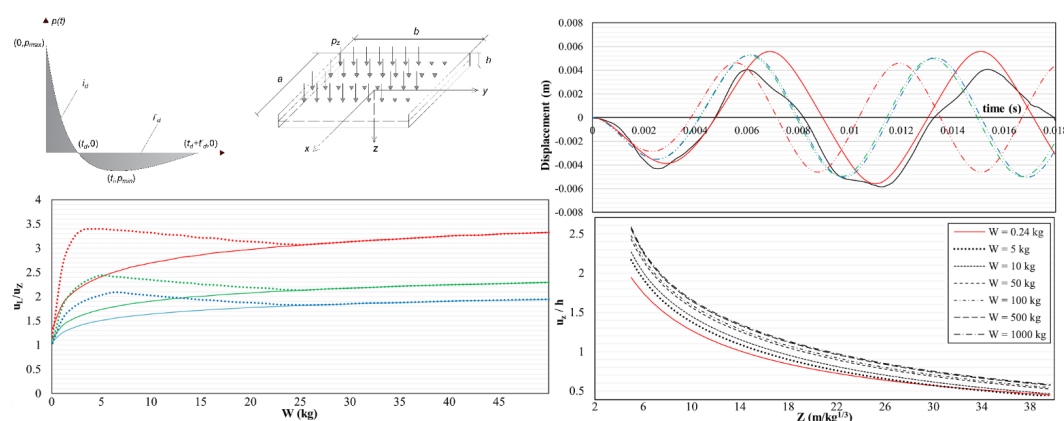 p(t)
(0,pmax)
id
i'd
(td,0)
(td+t'd,0)
(tr,pmin)
b
pz
a
h
y
x
z
Displacement (m)
0.008
0.006
0.004
0.002
0
-0.002
-0.004
-0.006
-0.008
time (s)
0 0.002 0.004 0.006 0.008 0.01 0.012 0.014 0.016 0.018
uL/uZ
4
3.5
3
2.5
2
1.5
1
0.5
0
0 5 10 15 20 25 30 35 40 45
W (kg)
uz / h
2.5
2
1.5
1
0.5
2 6 10 14 18 22 26 30 34 38
Z (m/kg1/3)
W = 0.24 kg
W = 5 kg
W = 10 kg
W = 50 kg
W = 100 kg
W = 500 kg
W = 1000 kg